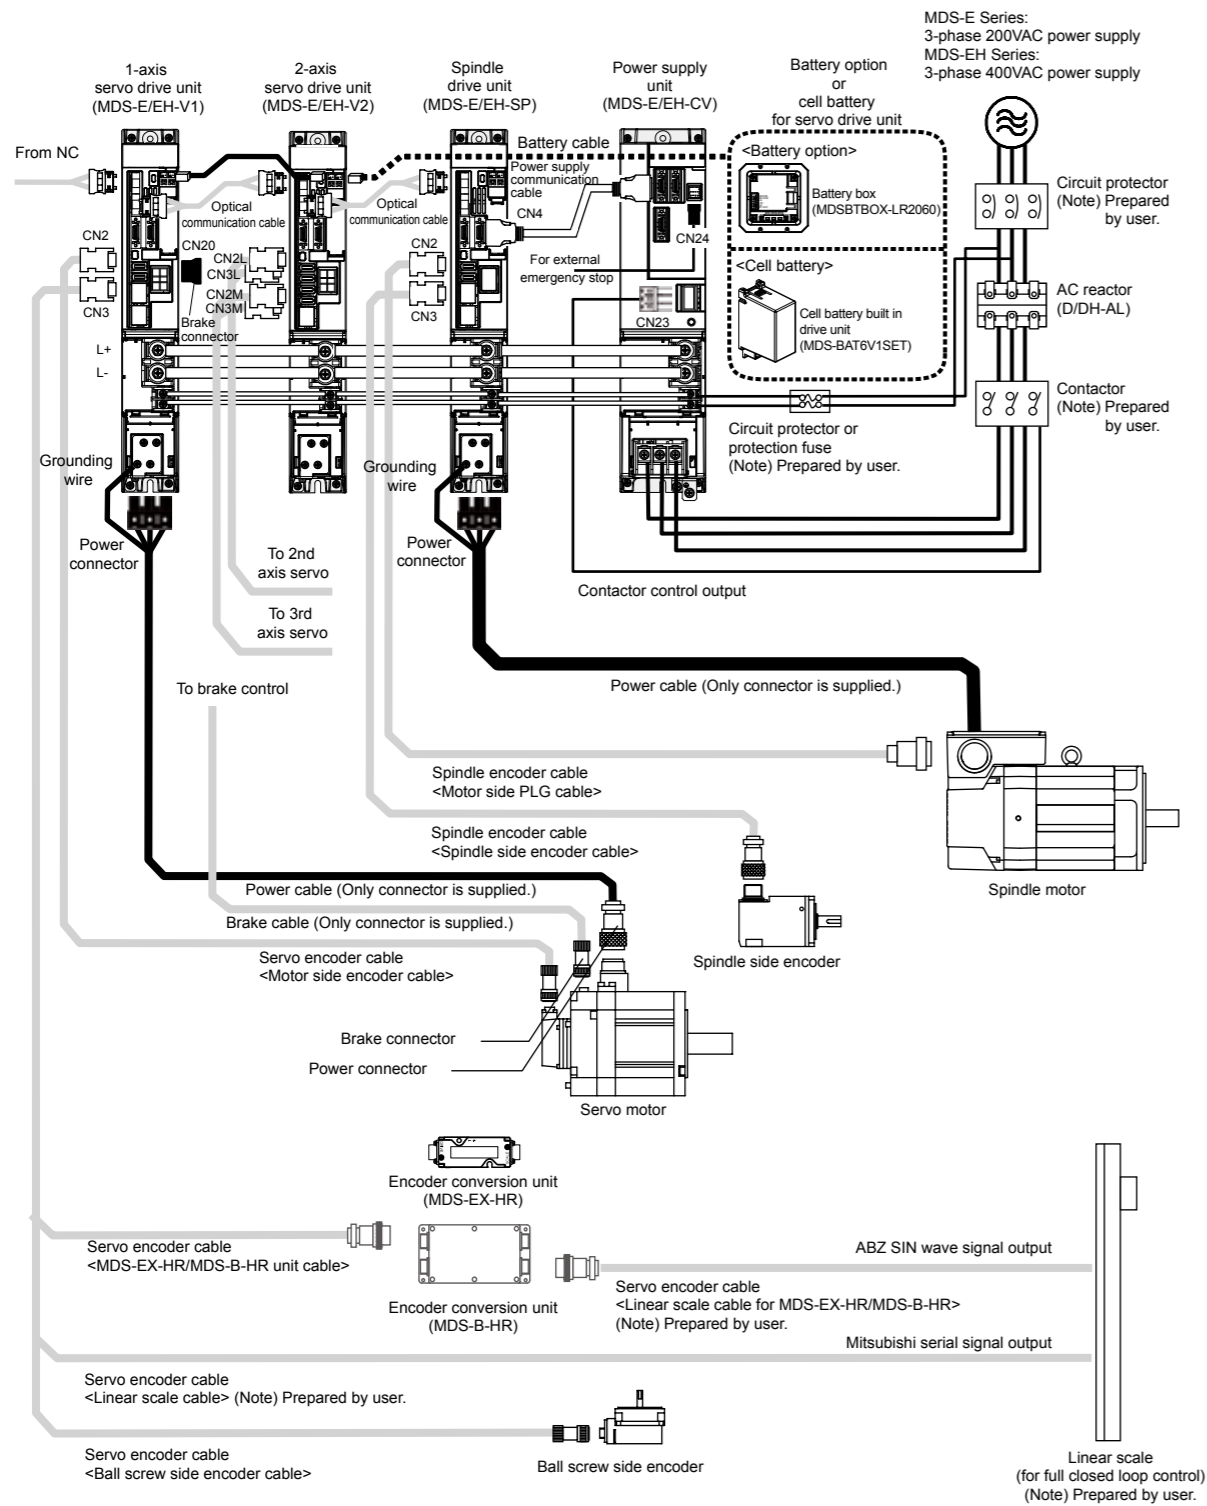 MDS-E Series:
3-phase 200VAC power supply
MDS-EH Series:
3-phase 400VAC power supply
1-axis
servo drive unit
(MDS-E/EH-V1)
2-axis
servo drive unit
(MDS-E/EH-V2)
Spindle
drive unit
(MDS-E/EH-SP)
Power supply
unit
(MDS-E/EH-CV)
Battery option
or
cell battery
for servo drive unit
From NC
Battery cable
Power supply
communication
cable
<Battery option>
Battery box
(MDSBTBOX-LR2060)
Circuit protector
(Note) Prepared
by user.
Optical
communication cable
Optical
communication cable
CN4
CN2
CN20
CN2L
CN3L
CN2M
CN3M
CN3
Brake
connector
CN2
CN3
CN24
For external
emergency stop
CN23
<Cell battery>
Cell battery built in
drive unit
(MDS-BAT6V1SET)
AC reactor
(D/DH-AL)
L+
L-
Contactor
(Note) Prepared
by user.
Circuit protector or
protection fuse
(Note) Prepared by user.
Grounding
wire
Grounding
wire
Power
connector
Power
connector
To 2nd
axis servo
To 3rd
axis servo
Contactor control output
To brake control
Power cable (Only connector is supplied.)
Spindle encoder cable
<Motor side PLG cable>
Spindle encoder cable
<Spindle side encoder cable>
Spindle motor
Power cable (Only connector is supplied.)
Brake cable (Only connector is supplied.)
Servo encoder cable
<Motor side encoder cable>
Spindle side encoder
Brake connector
Power connector
Servo motor
Encoder conversion unit
(MDS-EX-HR)
Servo encoder cable
<MDS-EX-HR/MDS-B-HR unit cable>
ABZ SIN wave signal output
Servo encoder cable
<Linear scale cable for MDS-EX-HR/MDS-B-HR>
(Note) Prepared by user.
Encoder conversion unit
(MDS-B-HR)
Mitsubishi serial signal output
Servo encoder cable
<Linear scale cable> (Note) Prepared by user.
Servo encoder cable
<Ball screw side encoder cable>
Ball screw side encoder
Linear scale
(for full closed loop control)
(Note) Prepared by user.